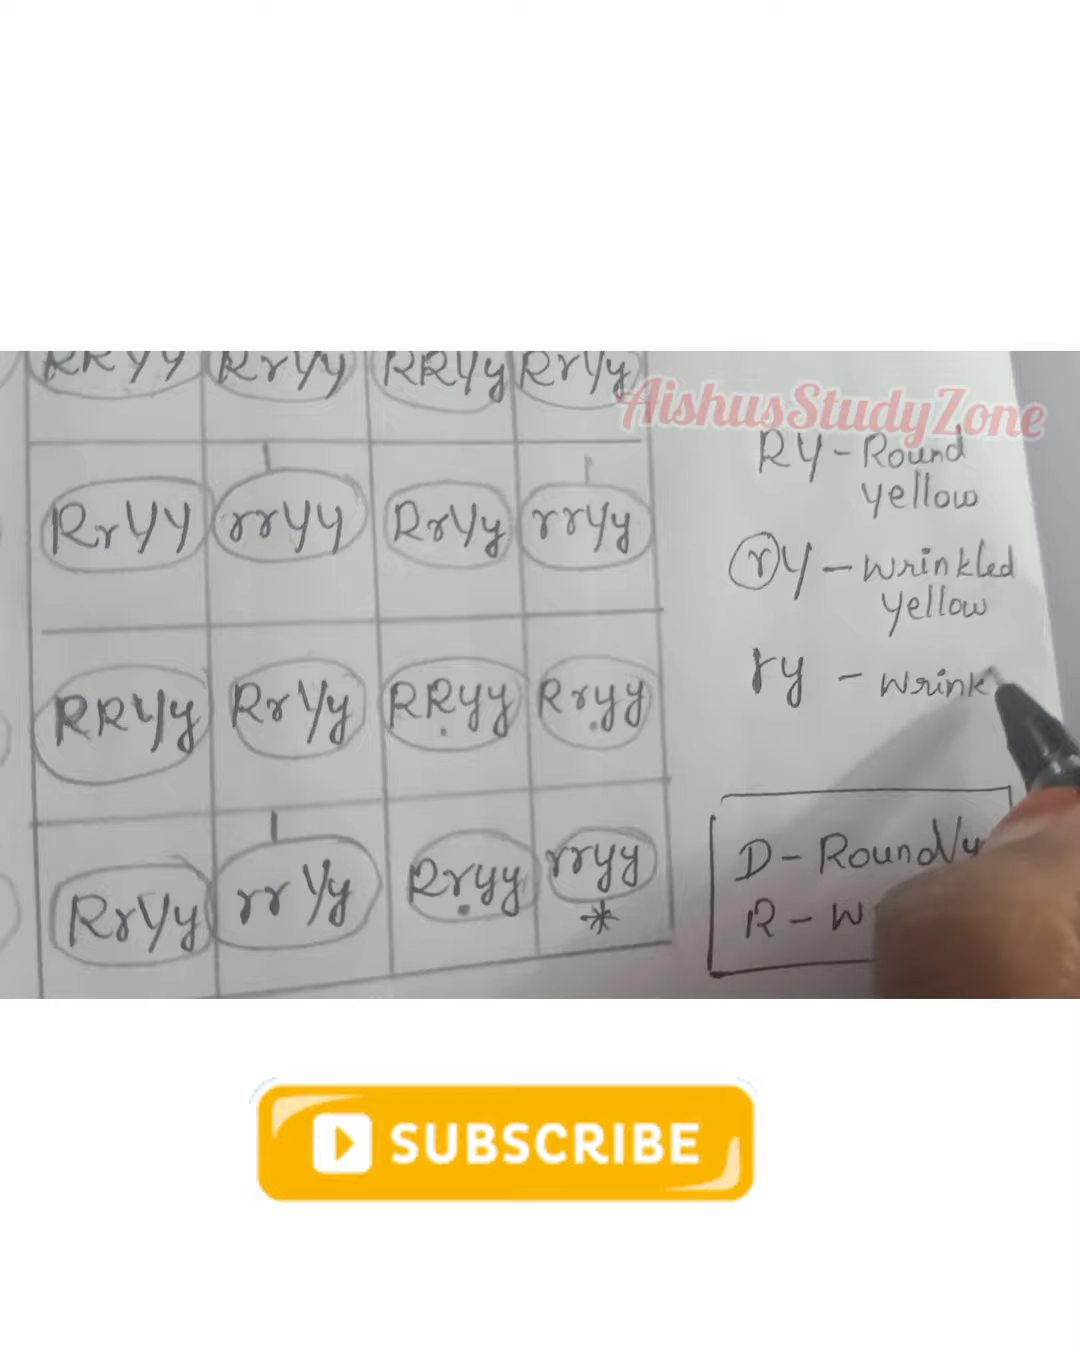 RRYY RrYy RRYy RrYy
AishusStudyZone
RrYY rrYY RrYy rrYy
RRYy RrYy RRyy Rryy
RrYy rrYy Rryy rryy
*
RY - Round
yellow
rY - Wrinkled
yellow
ry - Wrink
D - Round/y
R - W
SUBSCRIBE